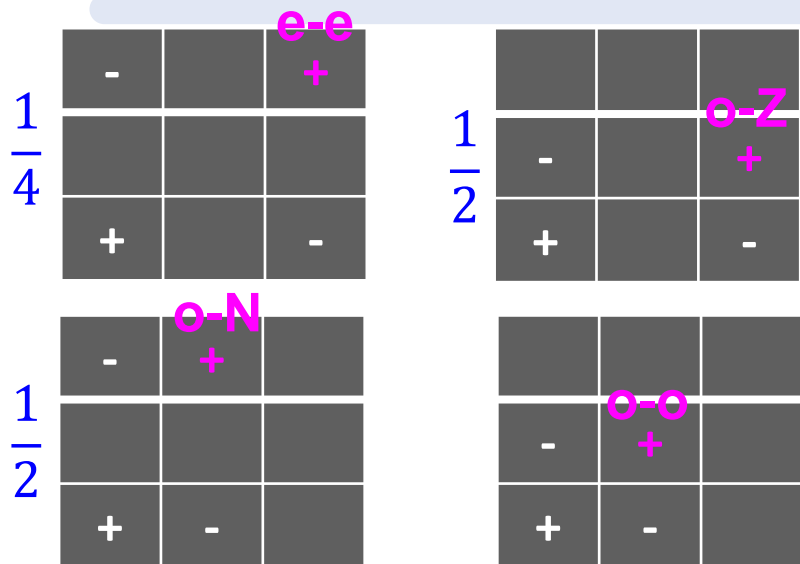 e-e
- +
1/4
+ -
o-Z
- +
1/2
+ -
o-N
- +
1/2
+ -
o-o
- +
+ -